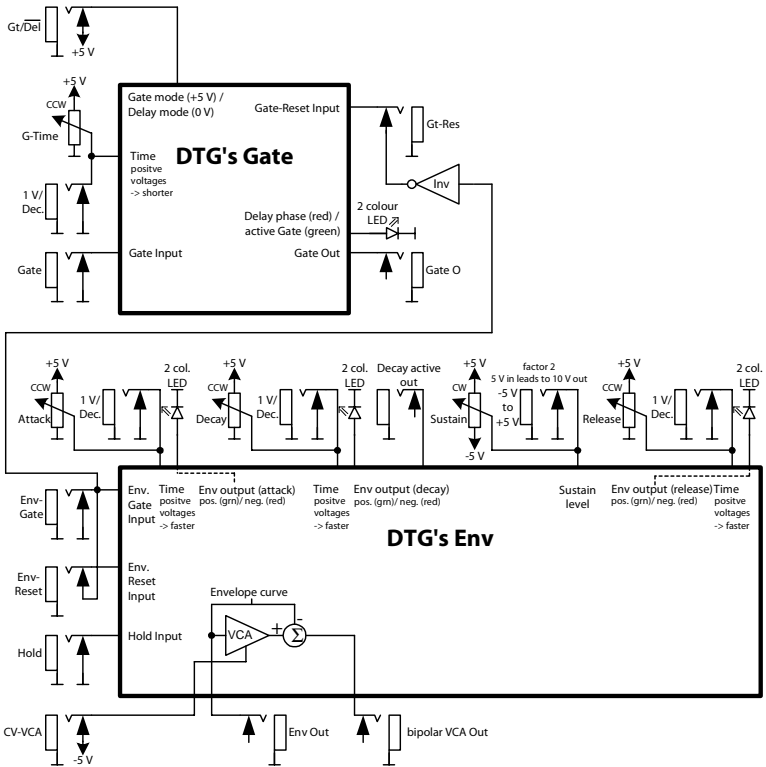 Gt/Del
+5 V
+5 V
CCW
G-Time
1 V/
Dec.
Gate
Gate mode (+5 V) /
Delay mode (0 V)
Gate-Reset Input
Gt-Res
DTG's Gate
Time
positve
voltages
-> shorter
Inv
2 colour
LED
Delay phase (red) /
active Gate (green)
Gate Input
Gate Out
Gate O
+5 V
CCW
Attack
1 V/
Dec.
2 col.
LED
+5 V
CCW
Decay
1 V/
Dec.
2 col.
LED
Decay active
out
+5 V
CW
Sustain
-5 V
factor 2
5 V in leads to 10 V out
-5 V
to
+5 V
+5 V
CCW
Release
1 V/
Dec.
2 col.
LED
Env-
Gate
Env.
Gate
Input
Time
positve
voltages
-> faster
Env output (attack)
pos. (grn)/ neg. (red)
Time
positve
voltages
-> faster
Env output (decay)
pos. (grn)/ neg. (red)
Sustain
level
Env output (release)
pos. (grn)/ neg. (red)
Time
positve
voltages
-> faster
DTG's Env
Env-
Reset
Env.
Reset
Input
Envelope curve
Hold
Hold Input
VCA
+
-
Σ
CV-VCA
-5 V
Env Out
bipolar VCA Out